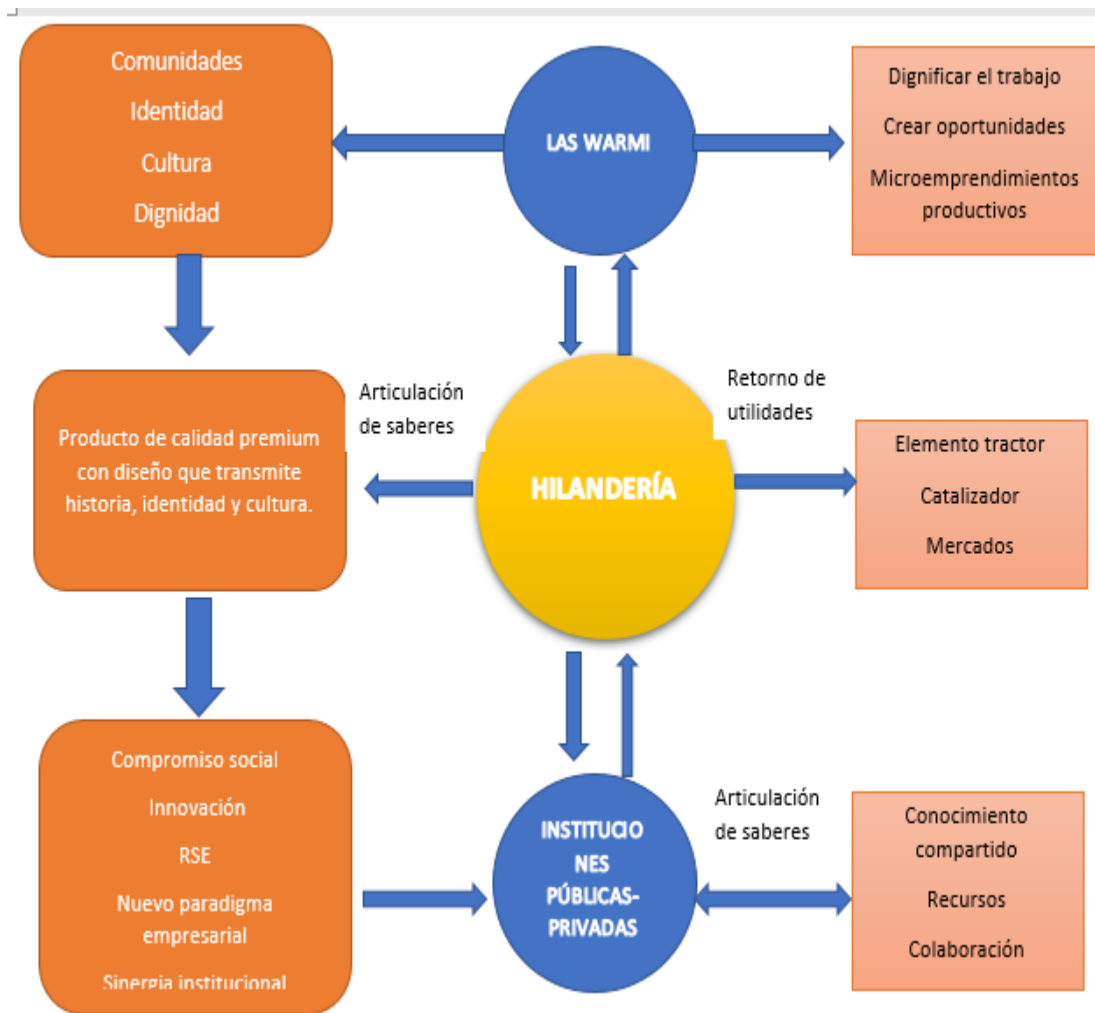 Comunidades
Identidad
Cultura
Dignidad
LAS WARMI
Dignificar el trabajo
Crear oportunidades
Microemprendimientos
productivos
Producto de calidad premium
con diseño que transmite
historia, identidad y cultura.
Articulación
de saberes
HILANDERÍA
Retorno de
utilidades
Elemento tractor
Catalizador
Mercados
Compromiso social
Innovación
RSE
Nuevo paradigma
empresarial
Sinergia institucional
INSTITUCIO
NES
PÚBLICAS-
PRIVADAS
Articulación
de saberes
Conocimiento
compartido
Recursos
Colaboración